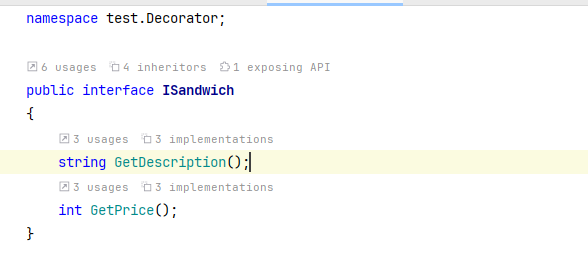 namespace test.Decorator;
6 usages 4 inheritors 1 exposing API
public interface ISandwich
{
3 usages 3 implementations
string GetDescription();
3 usages 3 implementations
int GetPrice();
}